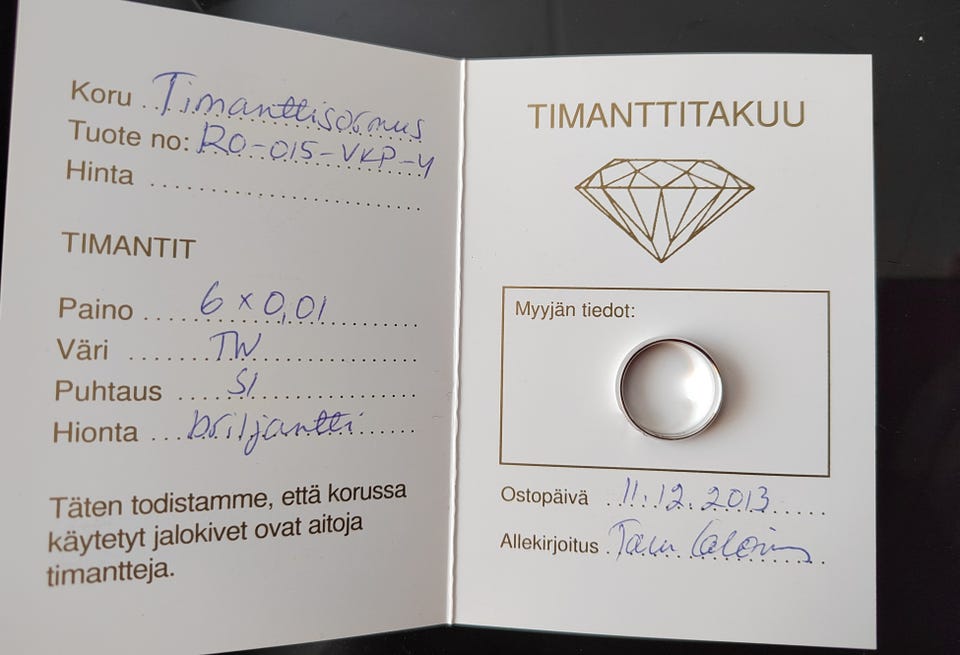 Koru Timanttisormus
Tuote no: RO-015-VKP-4
Hinta
TIMANTIT
Paino 6 x 0,01
Väri TW
Puhtaus SI
Hionta briljantti
Täten todistamme, että korussa
käytetyt jalokivet ovat aitoja
timantteja.
TIMANTTITAKUU
Myyjän tiedot:
Ostopäivä 11.12.2013
Allekirjoitus